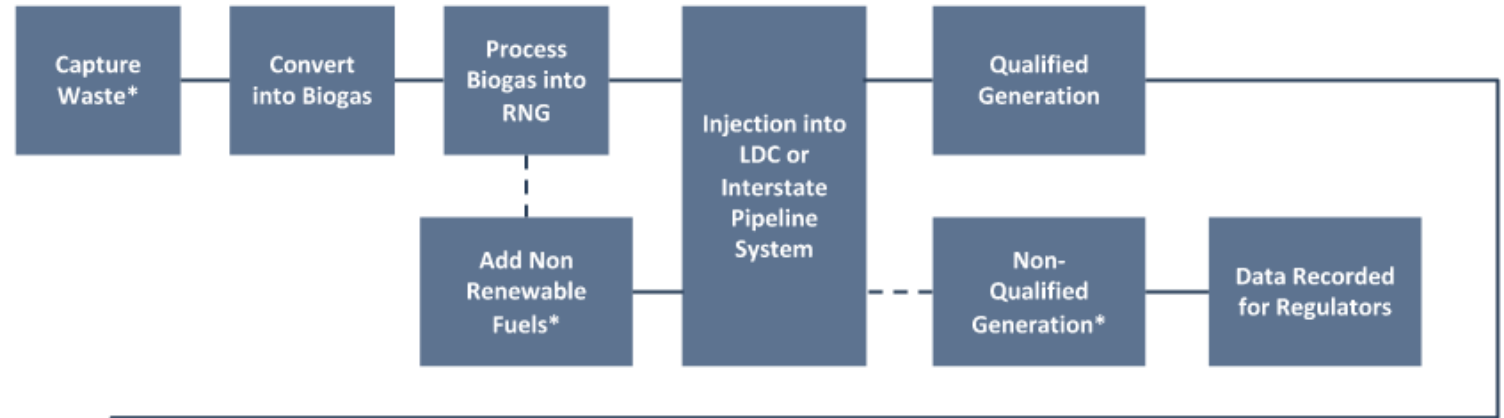 Capture
Waste*
Convert
into Biogas
Process
Biogas into
RNG
Injection into
LDC or
Interstate
Pipeline
System
Qualified
Generation
Add Non
Renewable
Fuels*
Non-
Qualified
Generation*
Data Recorded
for Regulators